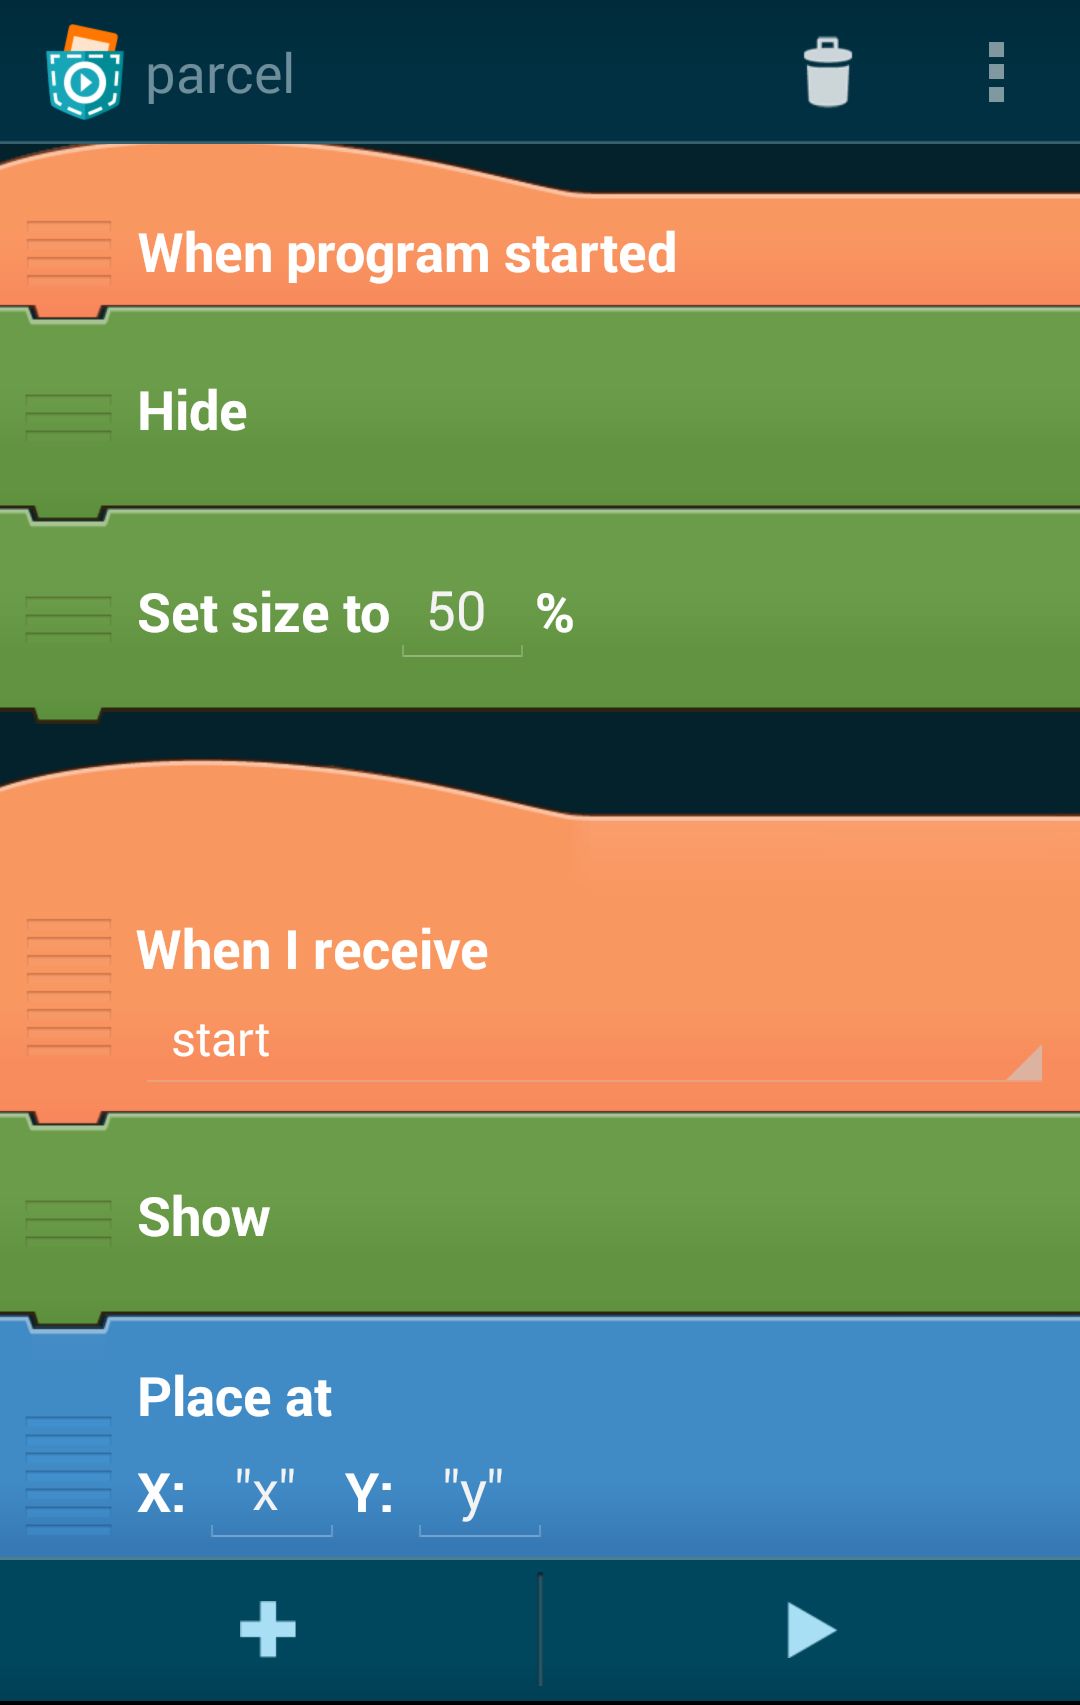 parcel
When program started
Hide
Set size to 50 %
When I receive
start
Show
Place at
X: "x" Y: "y"